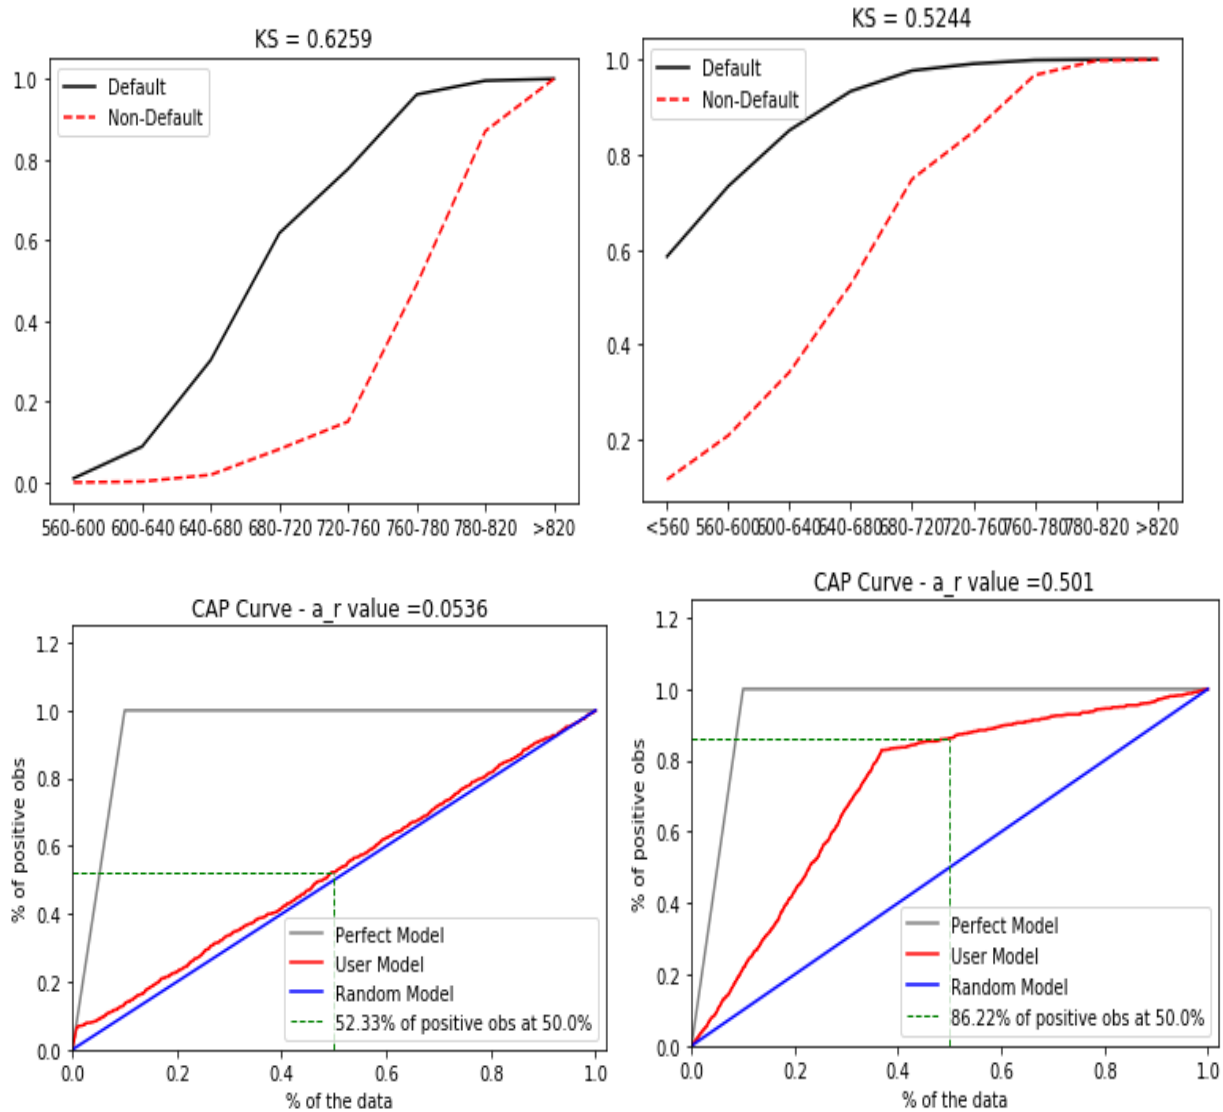 KS = 0.6259
Default
Non-Default
1.0
0.8
0.6
0.4
0.2
0.0
560-600 600-640 640-680 680-720 720-760 760-780 780-820 >820
KS = 0.5244
Default
Non-Default
1.0
0.8
0.6
0.4
0.2
<560 560-600 600-640 640-680 680-720 720-760 760-780 780-820 >820
CAP Curve - a_r value =0.0536
% of positive obs
1.2
1.0
0.8
0.6
0.4
0.2
0.0
Perfect Model
User Model
Random Model
52.33% of positive obs at 50.0%
0.0 0.2 0.4 0.6 0.8 1.0
% of the data
CAP Curve - a_r value =0.501
% of positive obs
1.2
1.0
0.8
0.6
0.4
0.2
0.0
Perfect Model
User Model
Random Model
86.22% of positive obs at 50.0%
0.0 0.2 0.4 0.6 0.8 1.0
% of the data